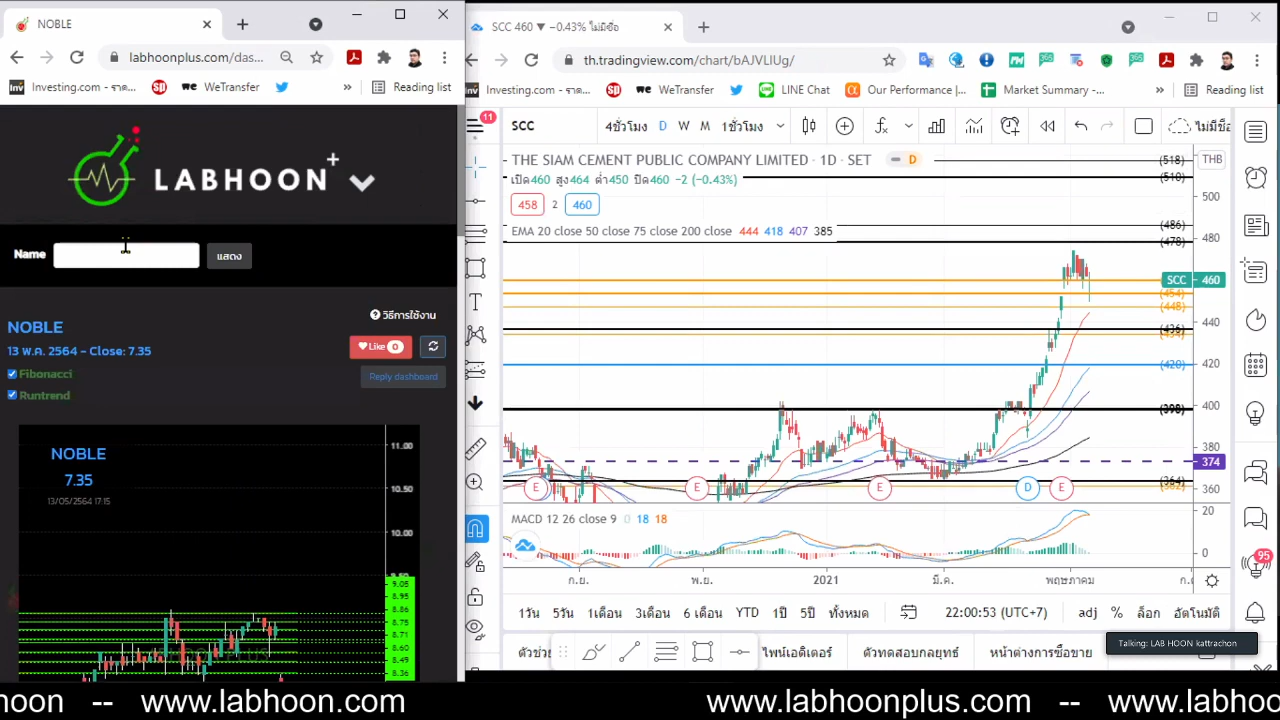 NOBLE
labhoonplus.com/das...
Investing.com - ราค...
WeTransfer
Reading list
LABHOON+
Name
แสดง
วิธีการใช้งาน
NOBLE
13 พ.ค. 2564 - Close: 7.35
Like 0
Fibonacci
Reply dashboard
Runtrend
NOBLE
7.35
13/05/2564 17:15
11.00
10.50
10.00
9.50
9.05
8.95
8.86
8.78
8.71
8.60
8.49
8.36
SCC 460 ▼ −0.43% ไม่มีชื่อ
th.tradingview.com/chart/bAJVLIUg/
Investing.com - ราค...
WeTransfer
LINE Chat
Our Performance |...
Market Summary -...
Reading list
11
SCC
4ชั่วโมง D W M 1ชั่วโมง
ไม่มีชื่อ
THE SIAM CEMENT PUBLIC COMPANY LIMITED · 1D · SET
D
(518)
THB
เปิด460 สูง464 ต่ำ450 ปิด460 −2 (−0.43%)
(510)
500
458 2 460
EMA 20 close 50 close 75 close 200 close 444 418 407 385
(486)
(478)
480
SCC 460
(454)
(448)
440
(436)
(434)
420
(420)
400
(398)
380
374
(364)
360
E E E D E
MACD 12 26 close 9 0 18 18
20
0
ก.ย. พ.ย. 2021 มี.ค. พฤษภาคม ก.ค
95
1วัน 5วัน 1เดือน 3เดือน 6 เดือน YTD 1ปี 5ปี ทั้งหมด
22:00:53 (UTC+7) adj % ล็อก อัตโนมัติ
Talking: LAB HOON kattrachon
ตัวช่วย
ไพน์เอดิเตอร์ ตัวทดสอบกลยุทธ์ หน้าต่างการซื้อขาย
hoon -- www.labhoon.com
www.labhoonplus.com -- www.labhoo